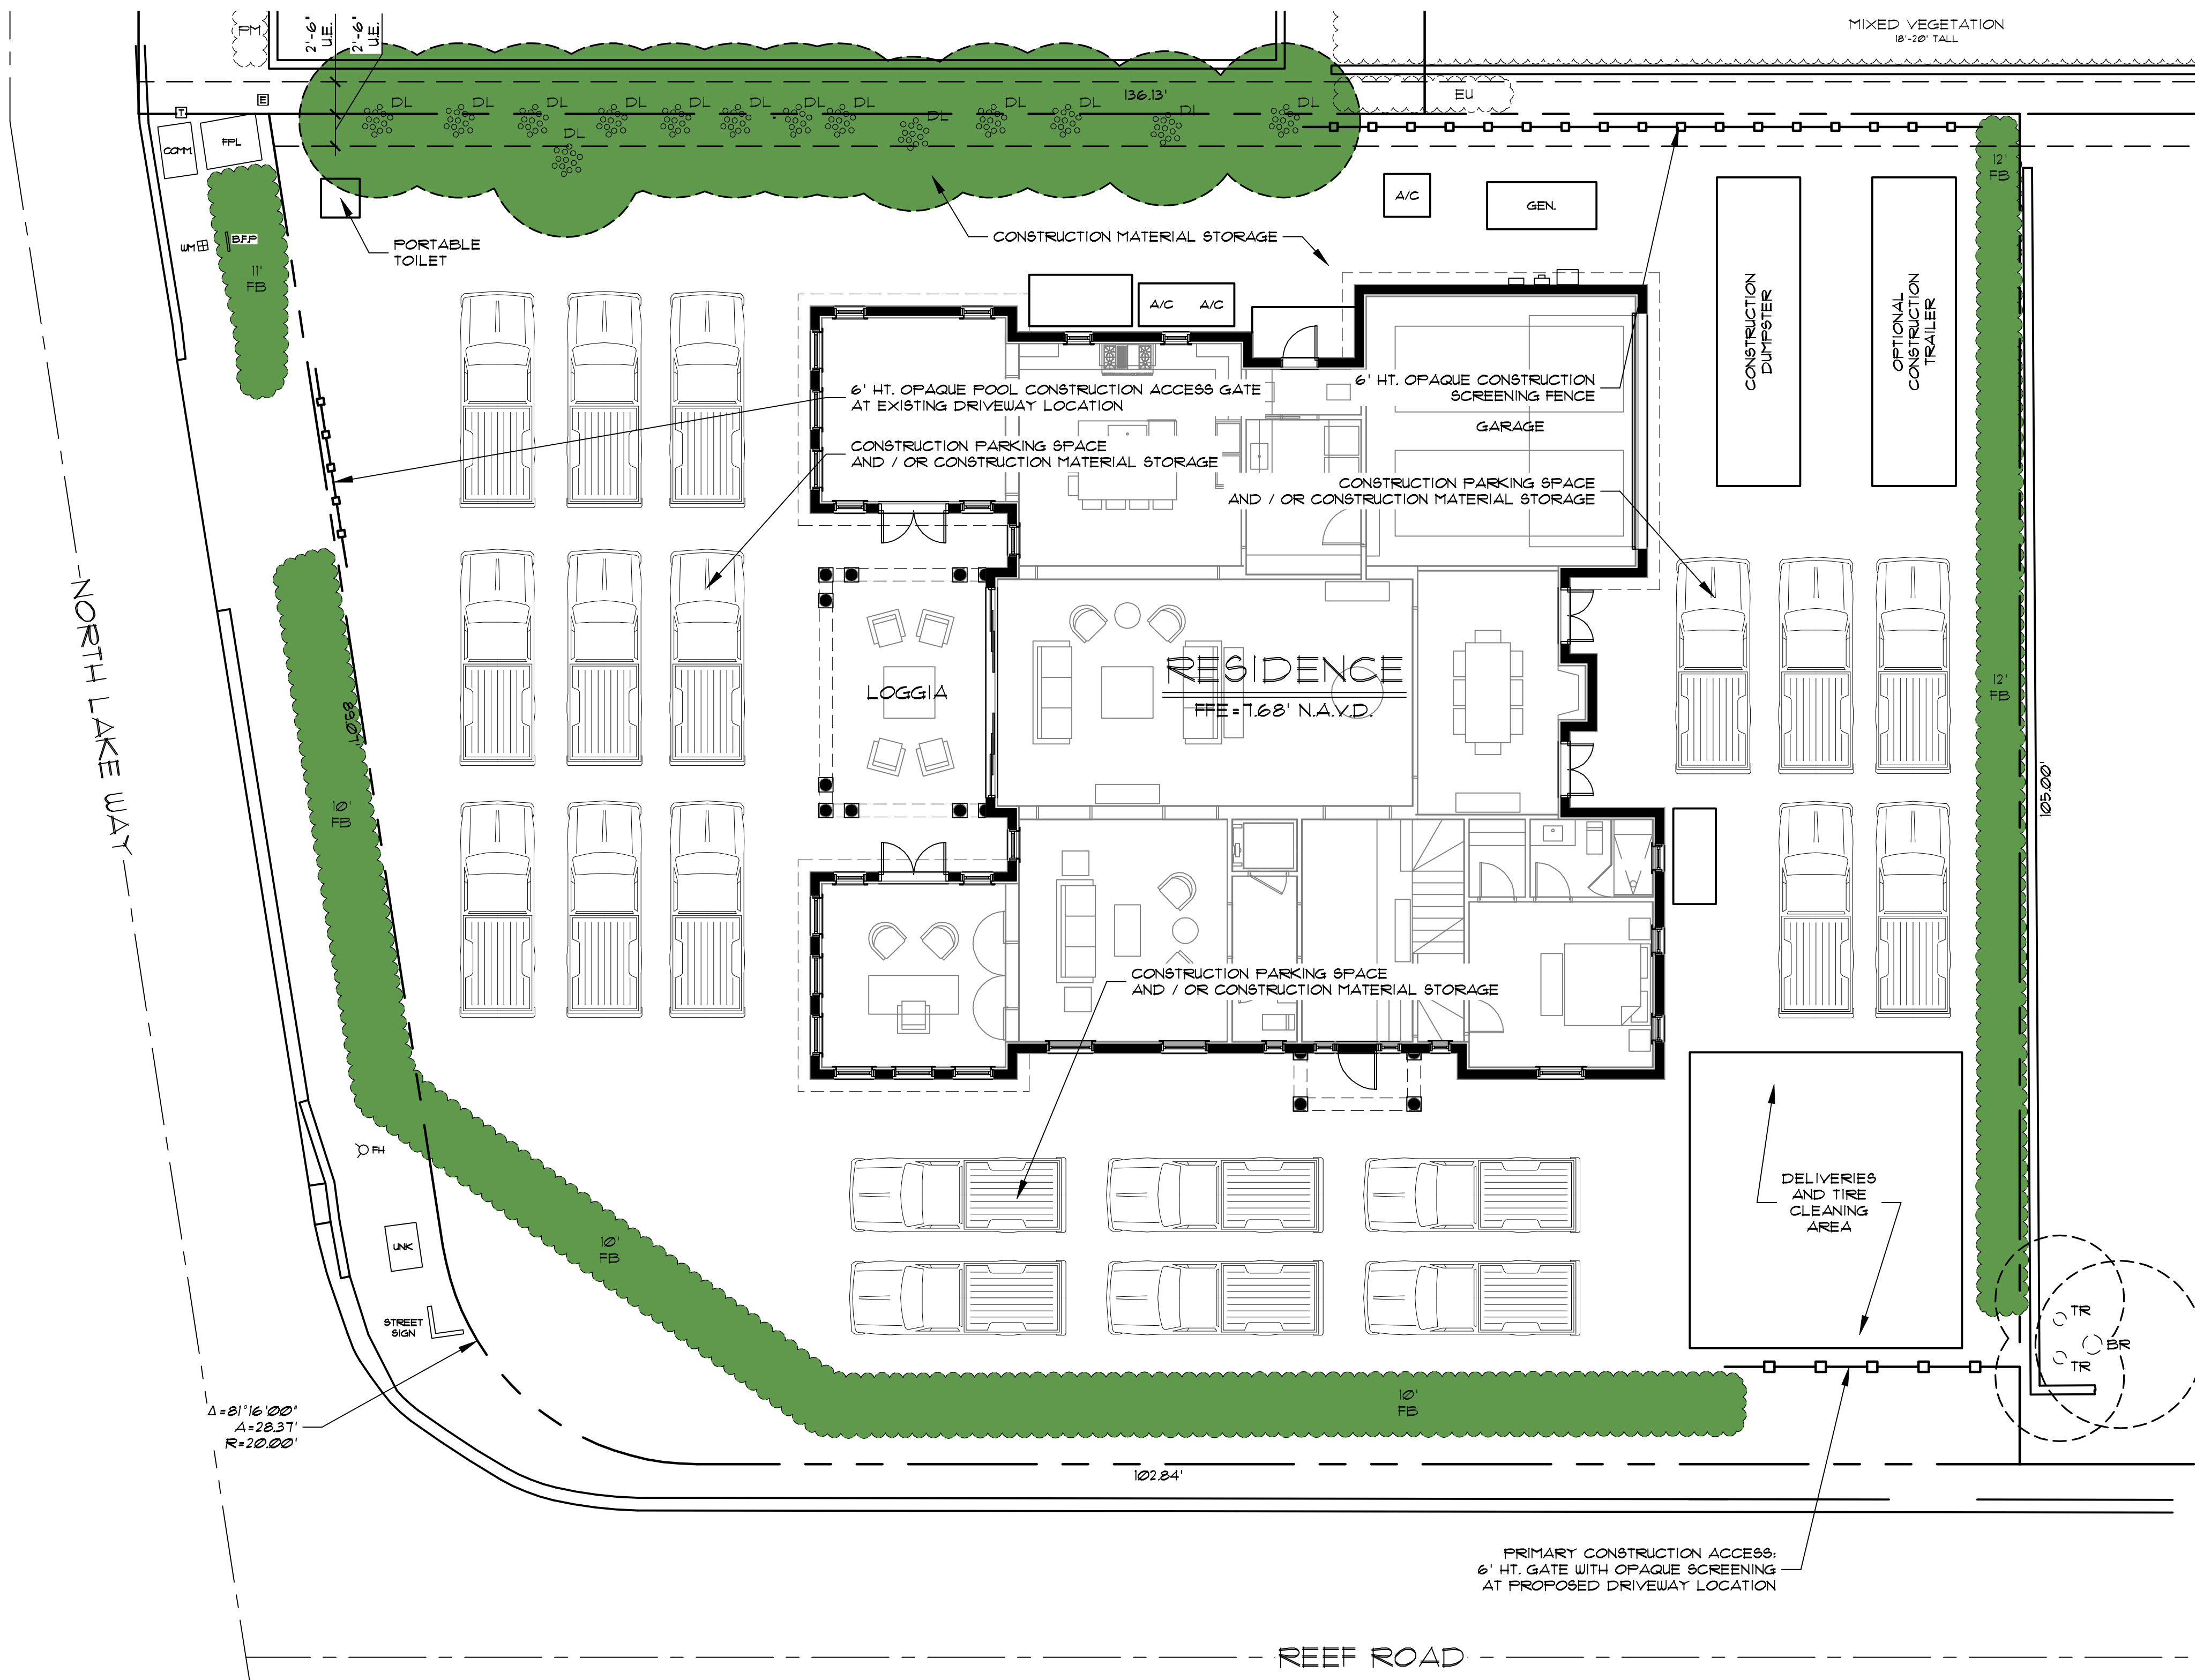 MIXED VEGETATION
18'-20' TALL
PM
2'-6"
U.E.
2'-6"
U.E.
136.13'
EU
DL
DL
DL
DL
DL
DL
DL
DL
DL
DL
DL
DL
DL
DL
T
E
COMM
FPL
WM
B.F.P
11'
FB
PORTABLE
TOILET
CONSTRUCTION MATERIAL STORAGE
A/C
GEN.
12'
FB
CONSTRUCTION
DUMPSTER
OPTIONAL
CONSTRUCTION
TRAILER
A/C
A/C
6' HT. OPAQUE POOL CONSTRUCTION ACCESS GATE
AT EXISTING DRIVEWAY LOCATION
6' HT. OPAQUE CONSTRUCTION
SCREENING FENCE
GARAGE
CONSTRUCTION PARKING SPACE
AND / OR CONSTRUCTION MATERIAL STORAGE
CONSTRUCTION PARKING SPACE
AND / OR CONSTRUCTION MATERIAL STORAGE
NORTH LAKE WAY
89.07'
LOGGIA
RESIDENCE
FFE=7.68' N.A.V.D.
12'
FB
105.00'
10'
FB
CONSTRUCTION PARKING SPACE
AND / OR CONSTRUCTION MATERIAL STORAGE
FH
UNK
STREET
SIGN
10'
FB
DELIVERIES
AND TIRE
CLEANING
AREA
TR
BR
TR
Δ=81°16'00"
A=28.37'
R=20.00'
10'
FB
102.84'
PRIMARY CONSTRUCTION ACCESS:
6' HT. GATE WITH OPAQUE SCREENING
AT PROPOSED DRIVEWAY LOCATION
REEF ROAD